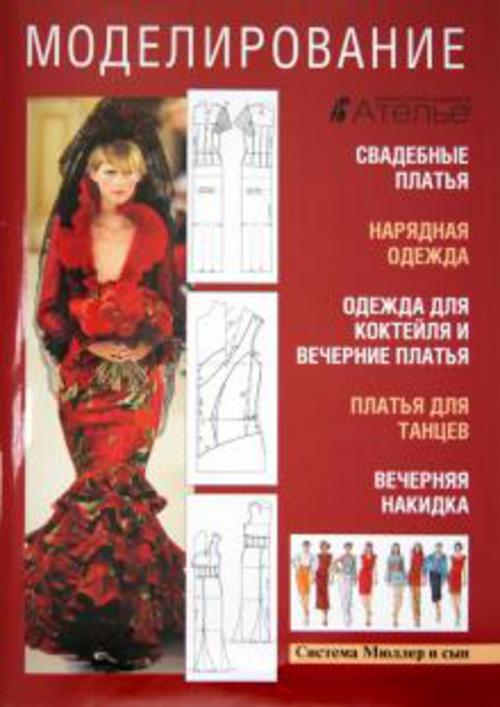 МОДЕЛИРОВАНИЕ
Ателье
СВАДЕБНЫЕ
ПЛАТЬЯ
НАРЯДНАЯ
ОДЕЖДА
ОДЕЖДА ДЛЯ
КОКТЕЙЛЯ И
ВЕЧЕРНИЕ ПЛАТЬЯ
ПЛАТЬЯ ДЛЯ
ТАНЦЕВ
ВЕЧЕРНЯЯ
НАКИДКА
Система Мюллер и сын